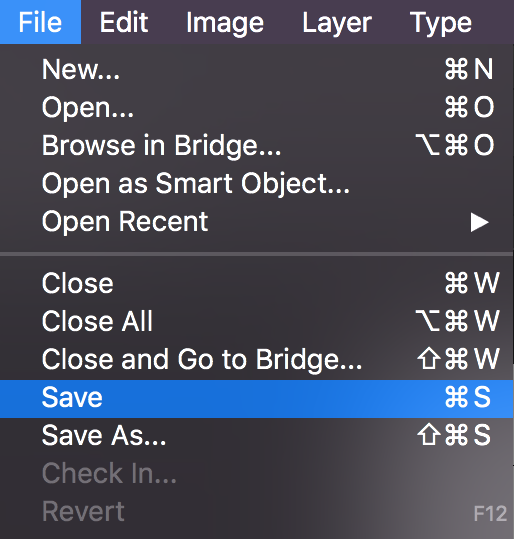 File Edit Image Layer Type
New... ⌘N
Open... ⌘O
Browse in Bridge... ⌥⌘O
Open as Smart Object...
Open Recent ▶
Close ⌘W
Close All ⌥⌘W
Close and Go to Bridge... ⇧⌘W
Save ⌘S
Save As... ⇧⌘S
Check In...
Revert F12